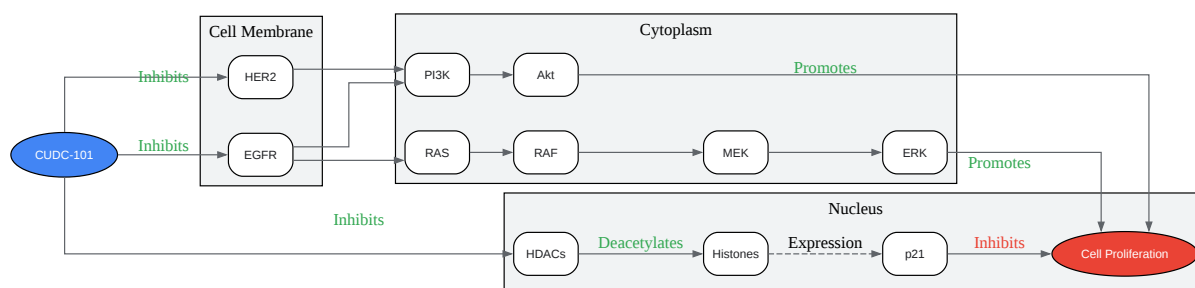 Cell Membrane
Cytoplasm
Inhibits
HER2
PI3K
Akt
Promotes
CUDC-101
Inhibits
EGFR
RAS
RAF
MEK
ERK
Promotes
Inhibits
Nucleus
HDACs
Deacetylates
Histones
Expression
p21
Inhibits
Cell Proliferation